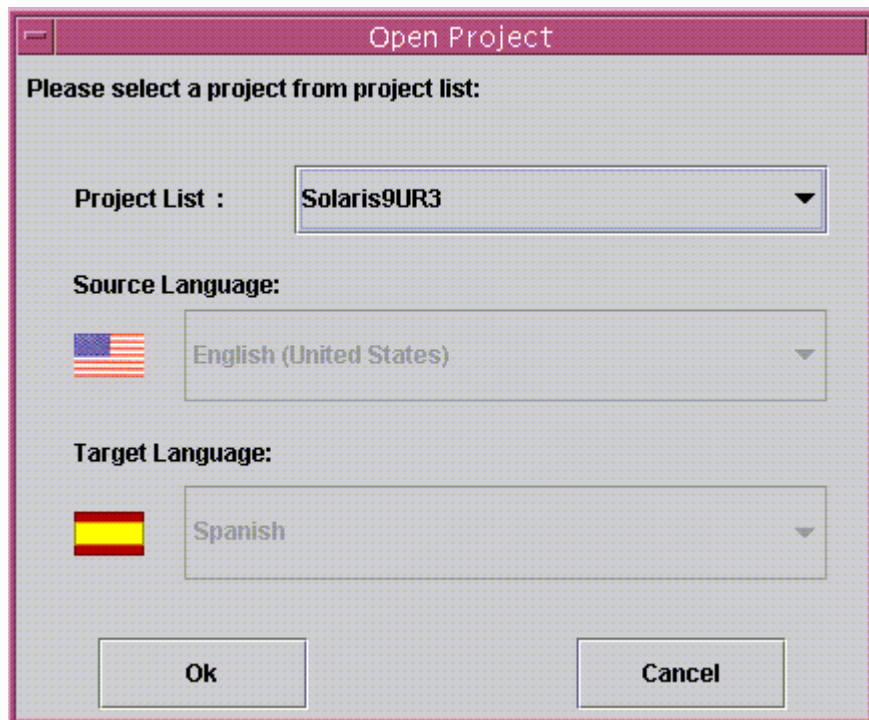 Open Project
Please select a project from project list:
Project List :
Solaris9UR3
Source Language:
English (United States)
Target Language:
Spanish
Ok
Cancel